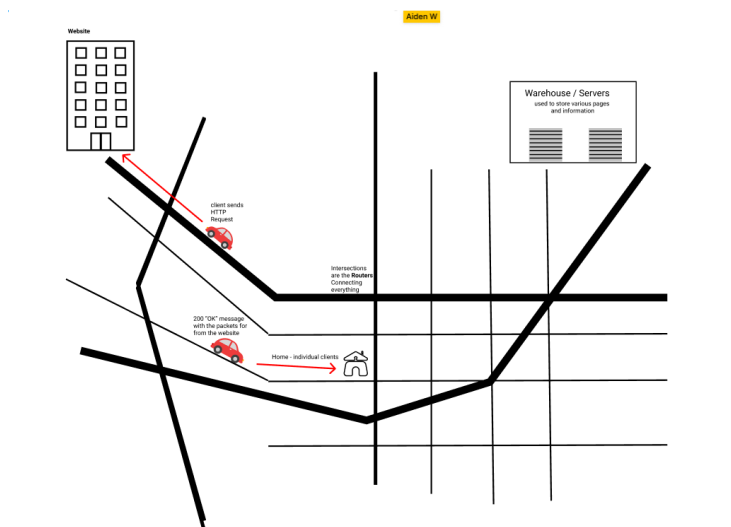 Aiden W
Website
Warehouse / Servers
used to store various pages
and information
client sends
HTTP
Request
Intersections
are the Routers
Connecting
everything
200 "OK" message
with the packets for
from the website
Home - individual clients